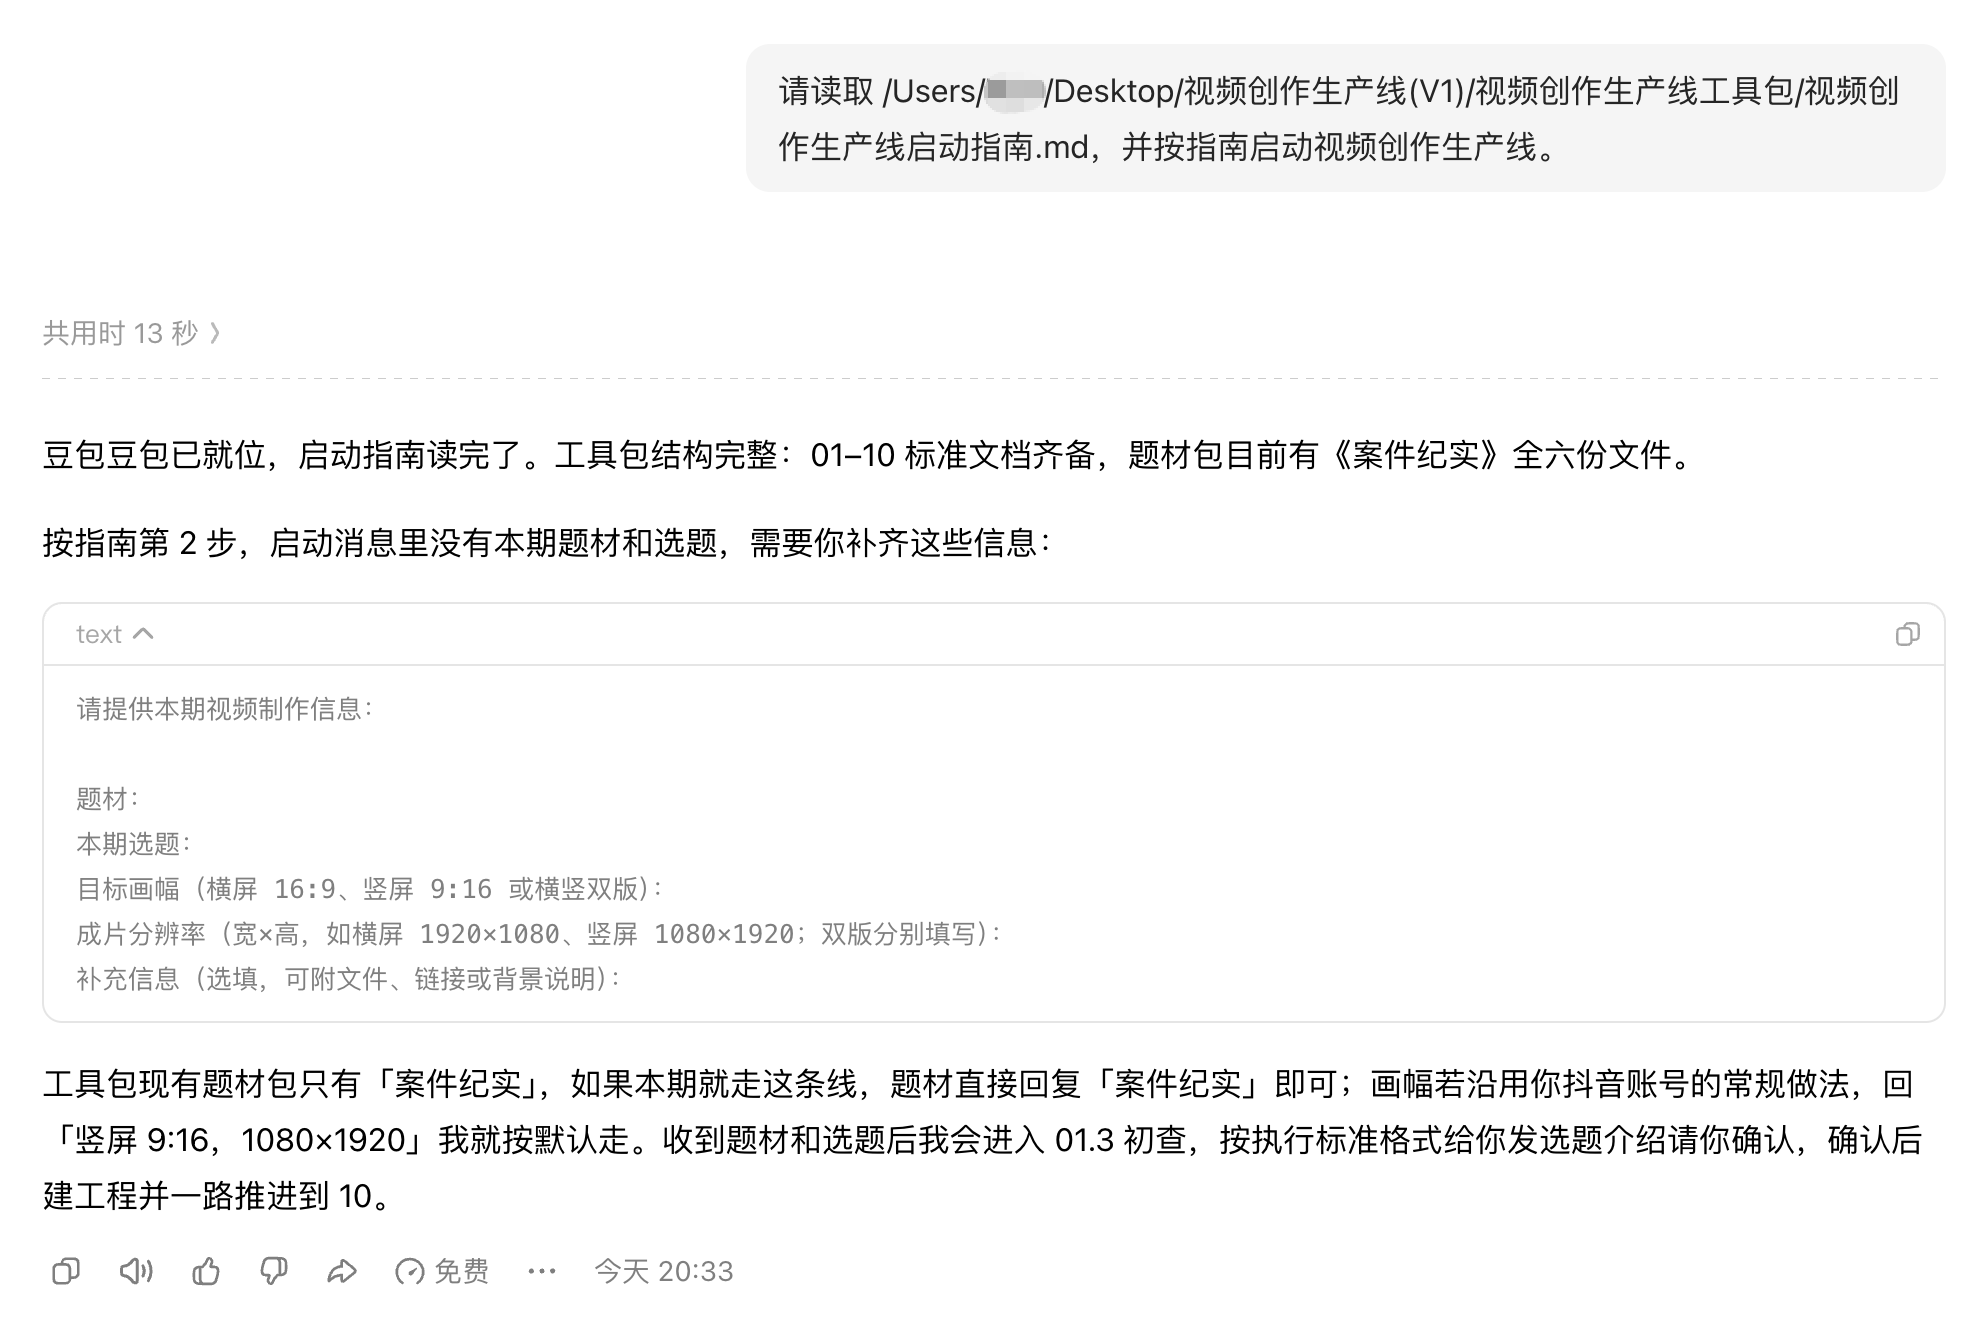 请读取 /Users/ /Desktop/视频创作生产线(V1)/视频创作生产线工具包/视频创
作生产线启动指南.md，并按指南启动视频创作生产线。
共用时 13 秒 〉
豆包豆包已就位，启动指南读完了。工具包结构完整：01–10 标准文档齐备，题材包目前有《案件纪实》全六份文件。
按指南第 2 步，启动消息里没有本期题材和选题，需要你补齐这些信息：
text
请提供本期视频制作信息：
题材：
本期选题：
目标画幅（横屏 16:9、竖屏 9:16 或横竖双版）：
成片分辨率（宽×高，如横屏 1920×1080、竖屏 1080×1920；双版分别填写）：
补充信息（选填，可附文件、链接或背景说明）：
工具包现有题材包只有「案件纪实」，如果本期就走这条线，题材直接回复「案件纪实」即可；画幅若沿用你抖音账号的常规做法，回
「竖屏 9:16，1080×1920」我就按默认走。收到题材和选题后我会进入 01.3 初查，按执行标准格式给你发选题介绍请你确认，确认后
建工程并一路推进到 10。
免费 ··· 今天 20:33